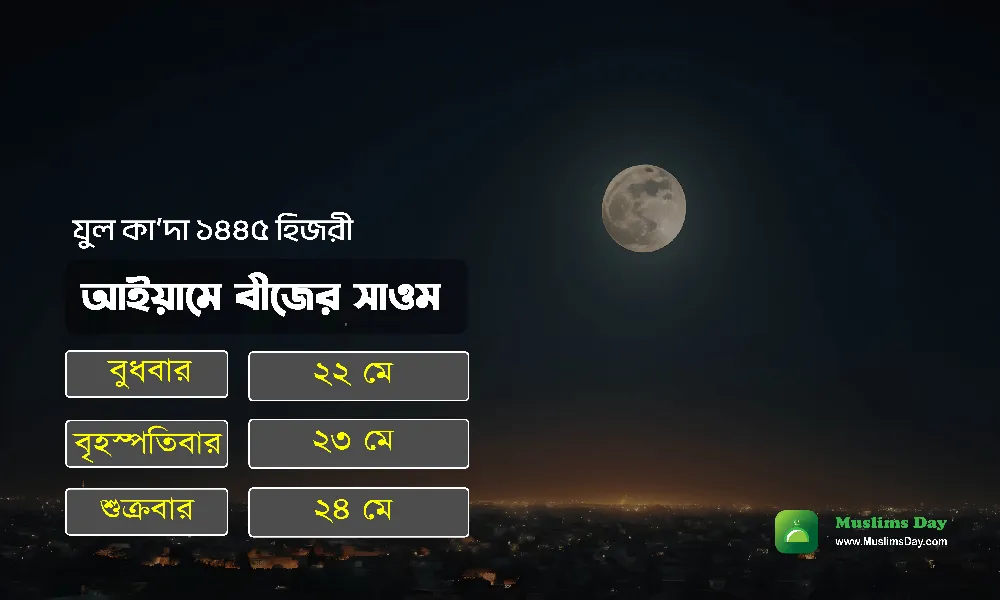 যুল কা'দা ১৪৪৫ হিজরী
আইয়ামে বীজের সাওম
বুধবার ২২ মে
বৃহস্পতিবার ২৩ মে
শুক্রবার ২৪ মে
Muslims Day
www.MuslimsDay.com